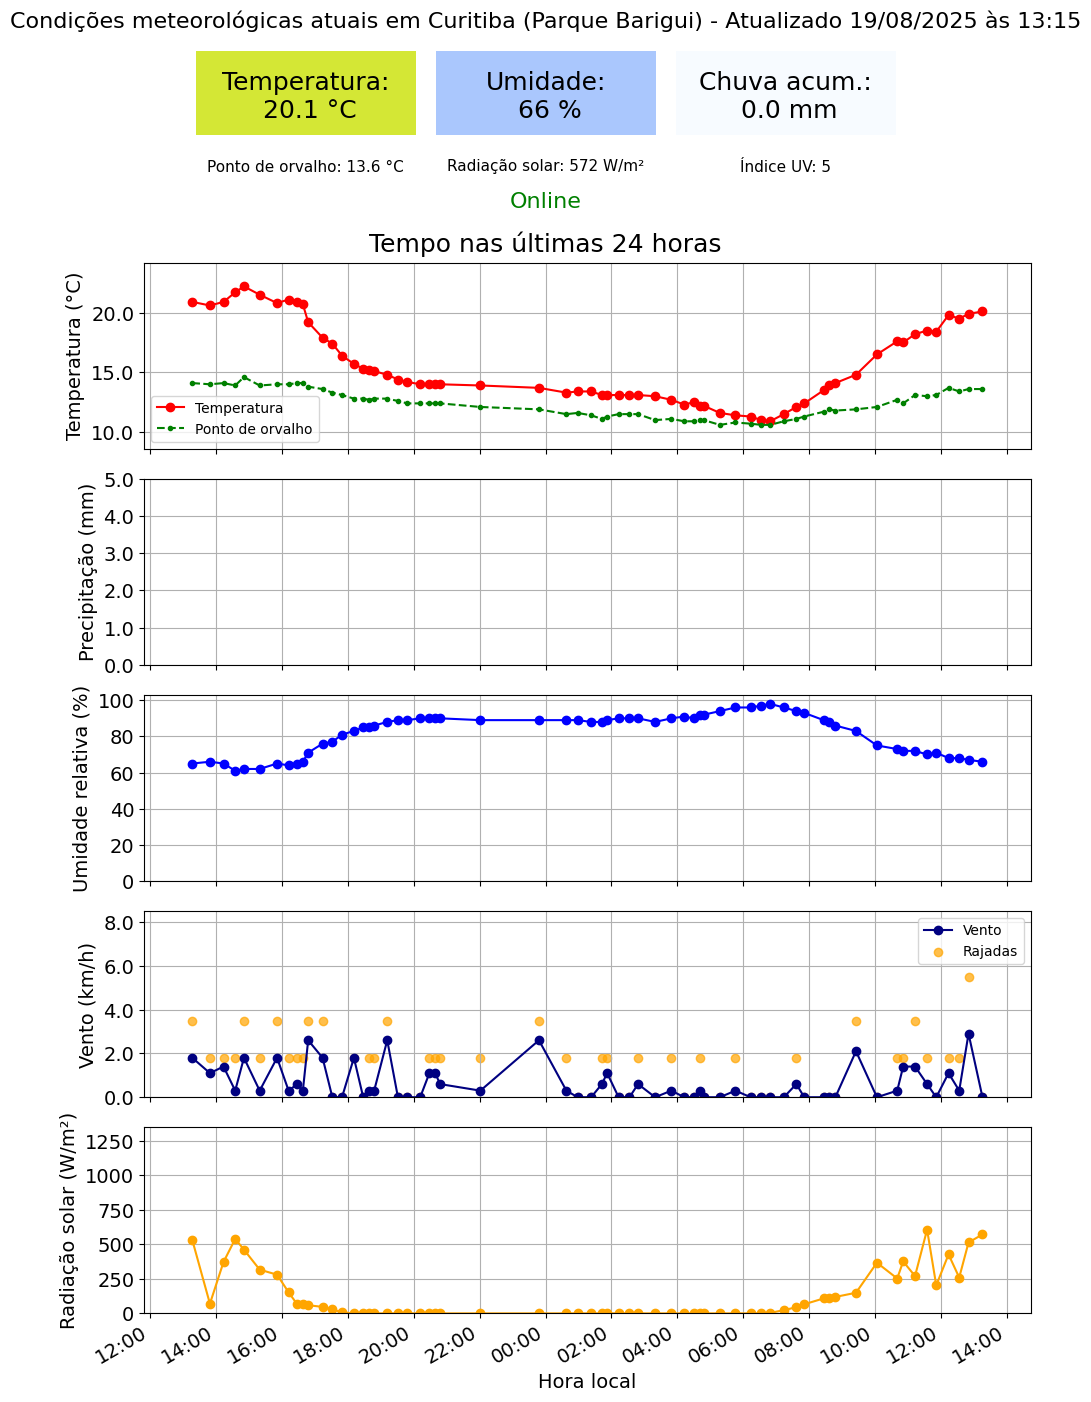 Condições meteorológicas atuais em Curitiba (Parque Barigui) - Atualizado 19/08/2025 às 13:15
Temperatura:
20.1 °C
Umidade:
66 %
Chuva acum.:
0.0 mm
Ponto de orvalho: 13.6 °C
Radiação solar: 572 W/m²
Índice UV: 5
Online
Tempo nas últimas 24 horas
Temperatura (°C)
20.0
15.0
10.0
Temperatura
Ponto de orvalho
Precipitação (mm)
5.0
4.0
3.0
2.0
1.0
0.0
Umidade relativa (%)
100
80
60
40
20
0
Vento (km/h)
8.0
6.0
4.0
2.0
0.0
Vento
Rajadas
Radiação solar (W/m²)
1250
1000
750
500
250
0
12:00 14:00 16:00 18:00 20:00 22:00 00:00 02:00 04:00 06:00 08:00 10:00 12:00 14:00
Hora local